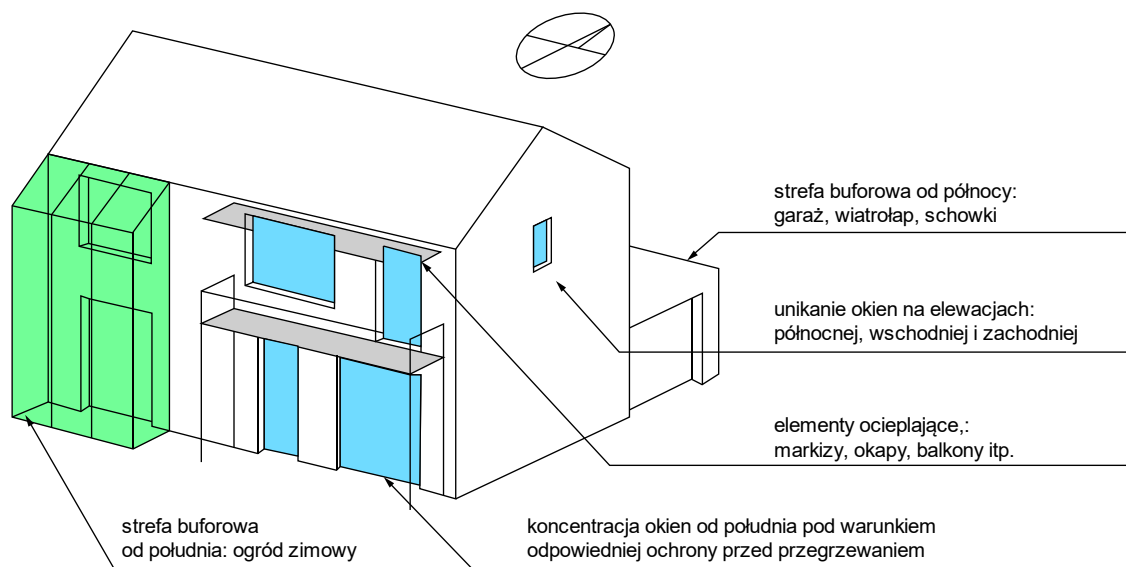 strefa buforowa od północy:
garaż, wiatrołap, schowki
unikanie okien na elewacjach:
północnej, wschodniej i zachodniej
elementy ocieplające,:
markizy, okapy, balkony itp.
strefa buforowa
od południa: ogród zimowy
koncentracja okien od południa pod warunkiem
odpowiedniej ochrony przed przegrzewaniem